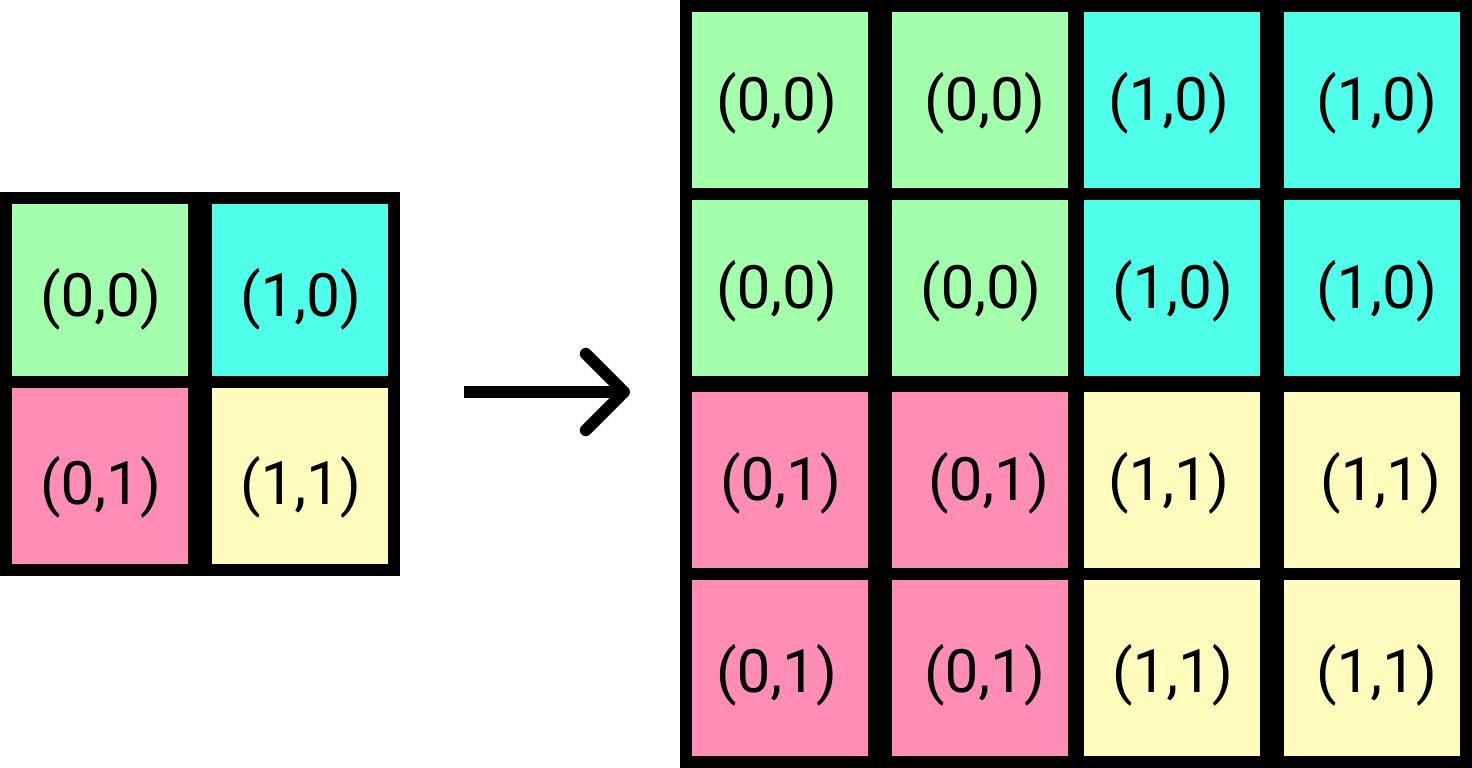 (0,0) (1,0)
(0,1) (1,1)
(0,0) (0,0) (1,0) (1,0)
(0,0) (0,0) (1,0) (1,0)
(0,1) (0,1) (1,1) (1,1)
(0,1) (0,1) (1,1) (1,1)